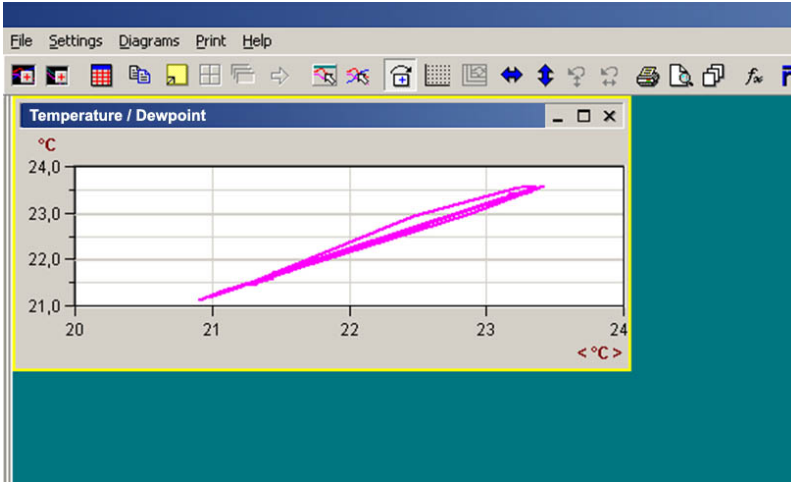 File Settings Diagrams Print Help
Temperature / Dewpoint
°C
24,0
23,0
22,0
21,0
20 21 22 23 24
< °C >